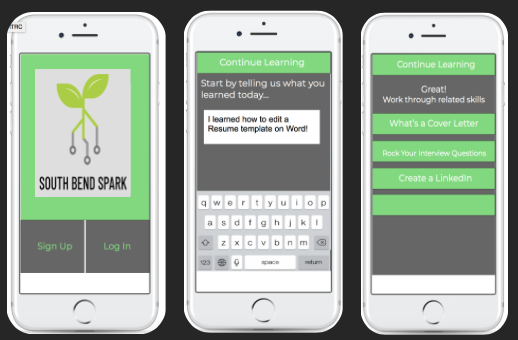 TRC
SOUTH BEND SPARK
Sign Up
Log In
Continue Learning
Start by telling us what you
learned today...
I learned how to edit a
Resume template on Word!
q w e r t y u i o p
a s d f g h j k l
z x c v b n m
123 space return
Continue Learning
Great!
Work through related skills
What's a Cover Letter
Rock Your Interview Questions
Create a LinkedIn